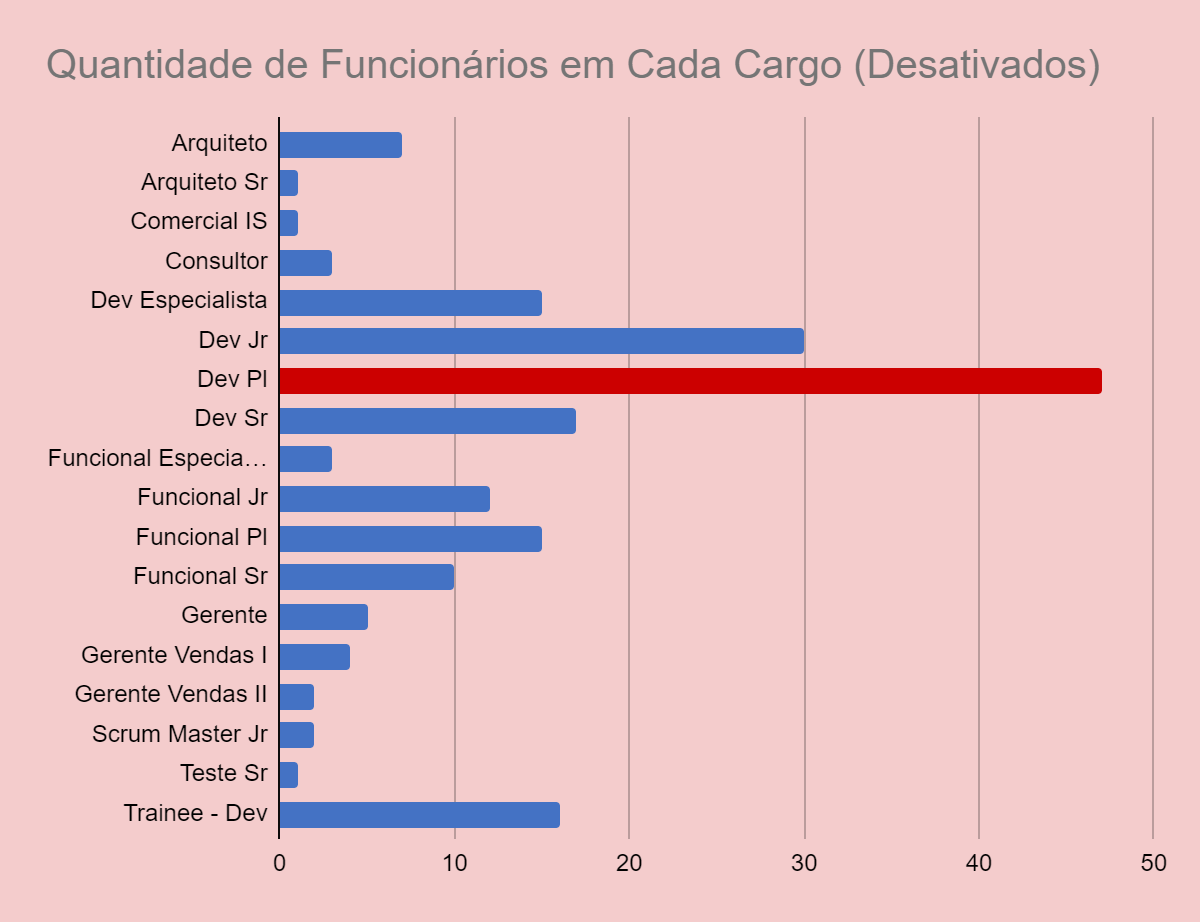 Quantidade de Funcionários em Cada Cargo (Desativados)
Arquiteto
Arquiteto Sr
Comercial IS
Consultor
Dev Especialista
Dev Jr
Dev Pl
Dev Sr
Funcional Especia…
Funcional Jr
Funcional Pl
Funcional Sr
Gerente
Gerente Vendas I
Gerente Vendas II
Scrum Master Jr
Teste Sr
Trainee - Dev
0 10 20 30 40 50